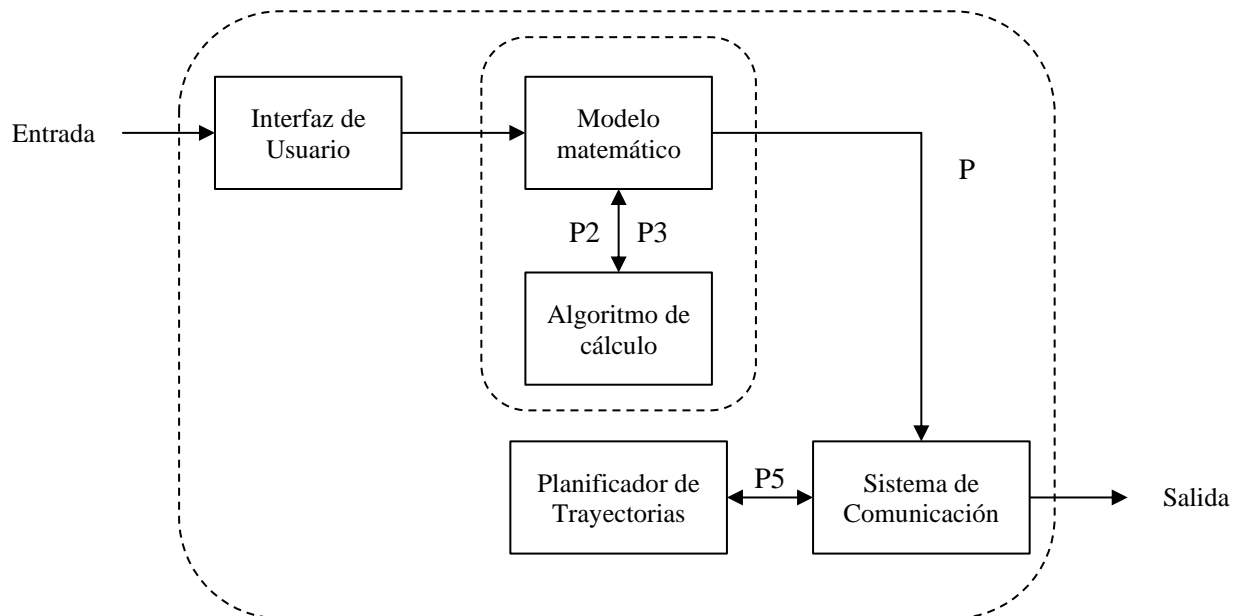 Entrada
Interfaz de
Usuario
Modelo
matemático
P
P2 P3
Algoritmo de
cálculo
Planificador de
Trayectorias
P5
Sistema de
Comunicación
Salida